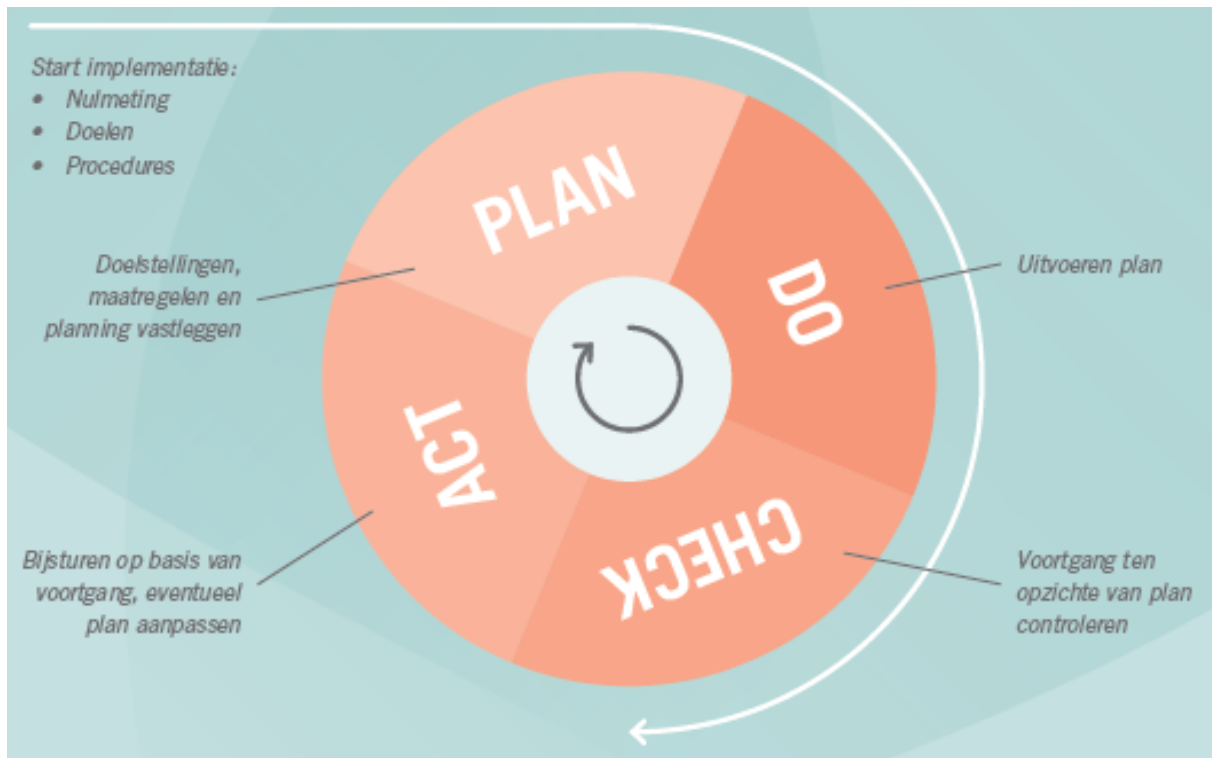 Start implementatie:
• Nulmeting
• Doelen
• Procedures
PLAN
Doelstellingen,
maatregelen en
planning vastleggen
DO
Uitvoeren plan
CHECK
Voortgang ten
opzichte van plan
controleren
ACT
Bijsturen op basis van
voortgang, eventueel
plan aanpassen